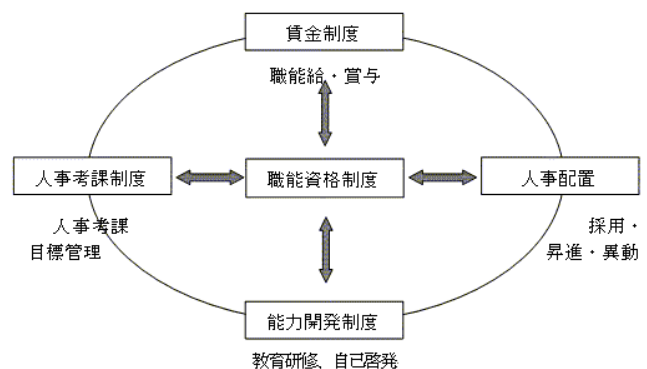 賃金制度
職能給・賞与
人事考課制度
職能資格制度
人事配置
人事考課
目標管理
採用・
昇進・異動
能力開発制度
教育研修、自己啓発